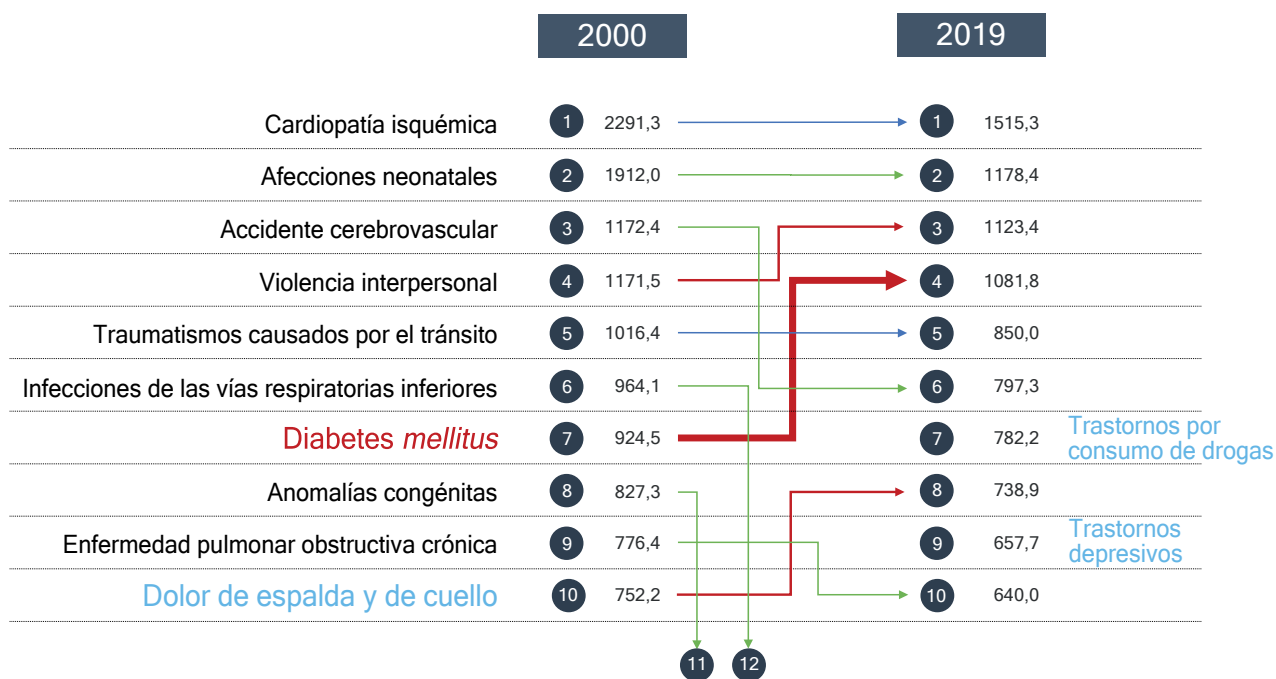 2000 2019
Cardiopatía isquémica 1 2291,3 1 1515,3
Afecciones neonatales 2 1912,0 2 1178,4
Accidente cerebrovascular 3 1172,4 3 1123,4
Violencia interpersonal 4 1171,5 4 1081,8
Traumatismos causados por el tránsito 5 1016,4 5 850,0
Infecciones de las vías respiratorias inferiores 6 964,1 6 797,3
Diabetes mellitus 7 924,5 7 782,2 Trastornos por
consumo de drogas
Anomalías congénitas 8 827,3 8 738,9
Enfermedad pulmonar obstructiva crónica 9 776,4 9 657,7 Trastornos
depresivos
Dolor de espalda y de cuello 10 752,2 10 640,0
11 12